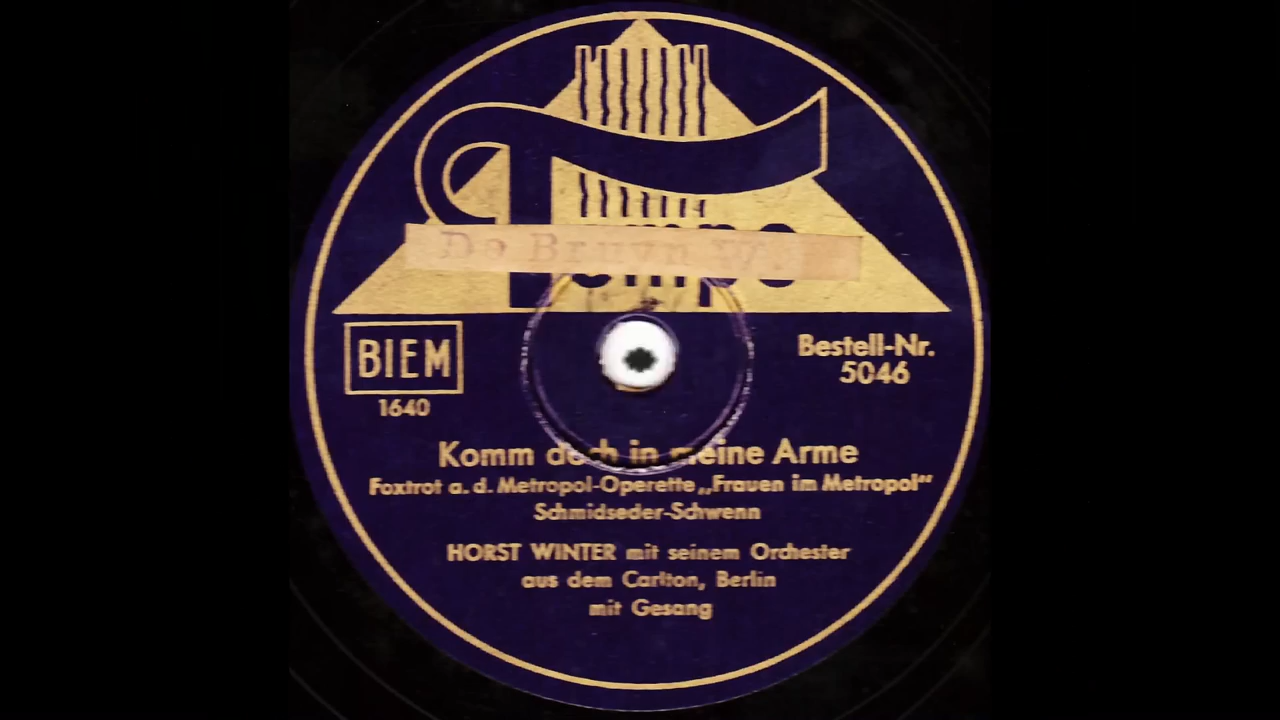 Tempo
De Bruyn W.
BIEM
1640
Bestell-Nr.
5046
Komm doch in meine Arme
Foxtrot a. d. Metropol-Operette „Frauen im Metropol“
Schmidseder-Schwenn
HORST WINTER mit seinem Orchester
aus dem Carlton, Berlin
mit Gesang